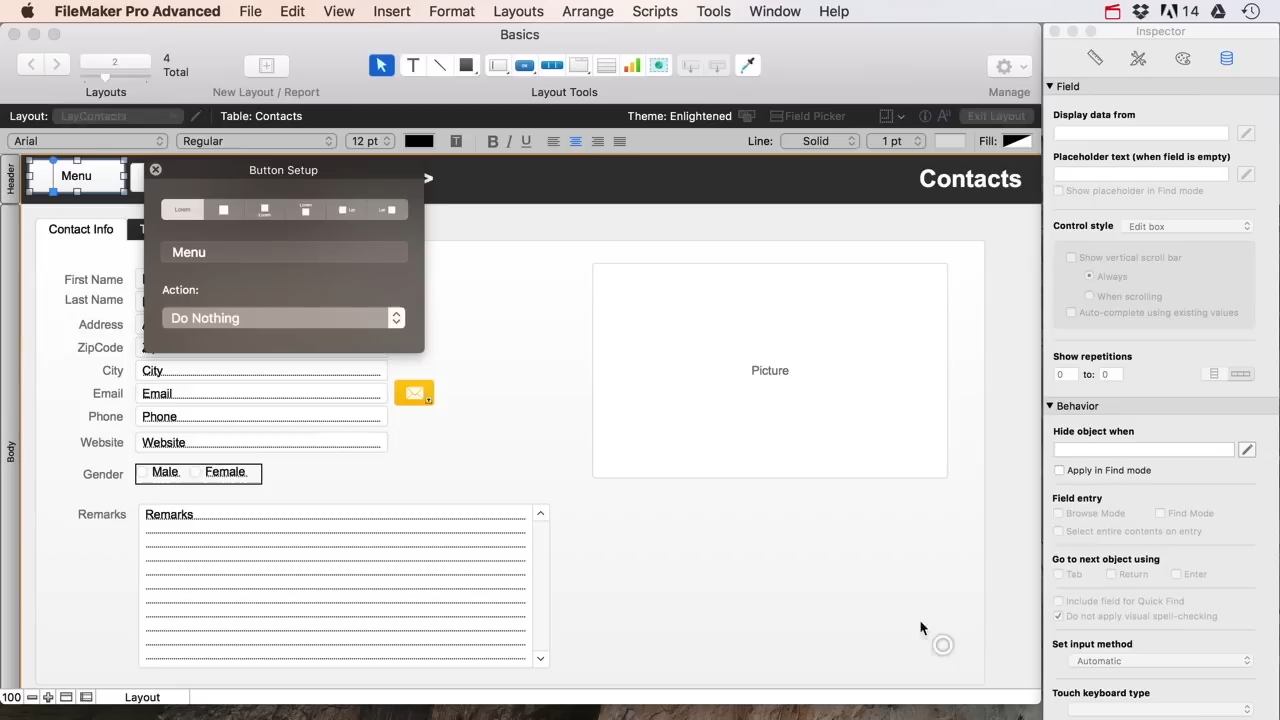 FileMaker Pro Advanced File Edit View Insert Format Layouts Arrange Scripts Tools Window Help 14
Basics
Inspector
2
4
Total
Layouts
New Layout / Report
Layout Tools
Manage
Layout: LayContacts Table: Contacts Theme: Enlightened Field Picker Exit Layout
Arial Regular 12 pt B I U Line: Solid 1 pt Fill:
Header
Menu
>
Contacts
Button Setup
Menu
Action:
Do Nothing
Contact Info
First Name
Last Name
Address
ZipCode
City City
Email Email
Phone Phone
Website Website
Gender Male Female
Remarks Remarks
Picture
Body
100 Layout
Field
Display data from
Placeholder text (when field is empty)
Show placeholder in Find mode
Control style Edit box
Show vertical scroll bar
Always
When scrolling
Auto-complete using existing values
Show repetitions
0 to: 0
Behavior
Hide object when
Apply in Find mode
Field entry
Browse Mode Find Mode
Select entire contents on entry
Go to next object using
Tab Return Enter
Include field for Quick Find
Do not apply visual spell-checking
Set input method
Automatic
Touch keyboard type